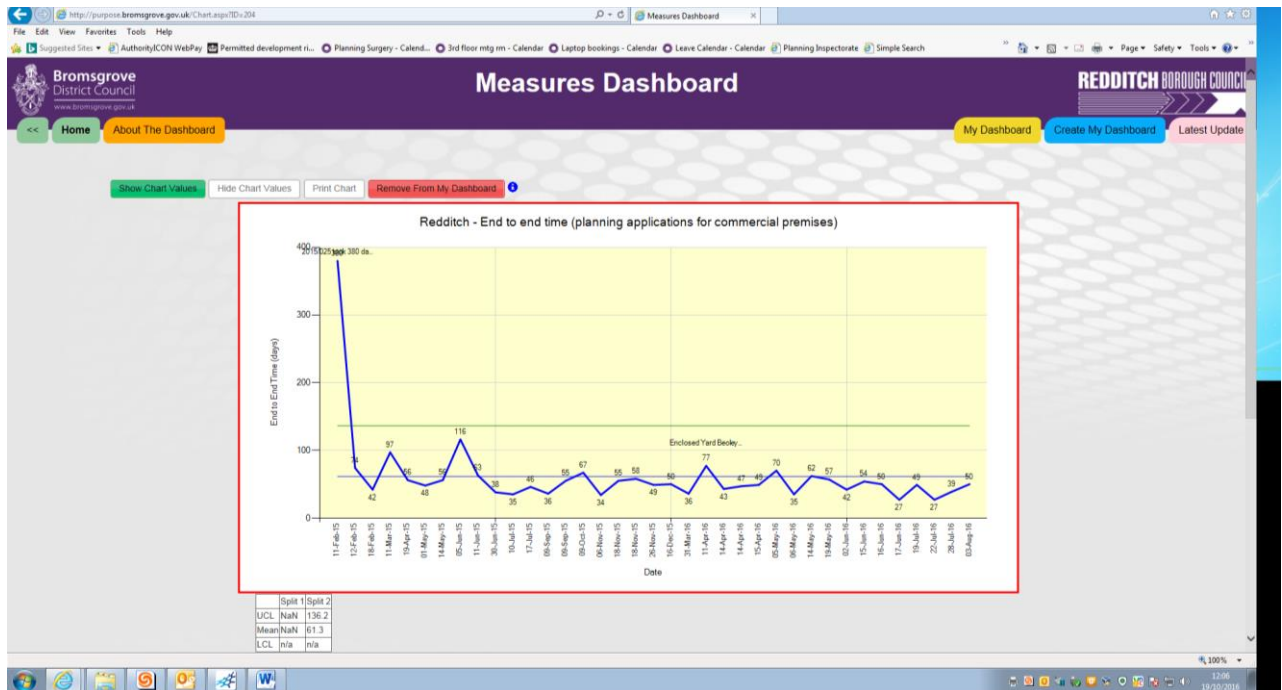 http://purpose.bromsgrove.gov.uk/Chart.aspx?ID=204
Measures Dashboard
File Edit View Favorites Tools Help
Suggested Sites AuthorityICON WebPay Permitted development ri... Planning Surgery - Calend... 3rd floor mtg rm - Calendar Laptop bookings - Calendar Leave Calendar - Calendar Planning Inspectorate Simple Search
Page Safety Tools
Bromsgrove
District Council
www.bromsgrove.gov.uk
Measures Dashboard
REDDITCH BOROUGH COUNCIL
<< Home About The Dashboard My Dashboard Create My Dashboard Latest Update
Show Chart Values Hide Chart Values Print Chart Remove From My Dashboard
Redditch - End to end time (planning applications for commercial premises)
End to End Time (days)
400
300
200
100
0
380 da..
74
42
97
56
48
56
116
63
38
35
46
36
55
67
34
55
58
49
50
36
Enclosed Yard Beoley...
77
43
47
49
70
35
62
57
42
54
50
27
49
27
39
50
11-Feb-15
12-Feb-15
18-Feb-15
11-Mar-15
19-Apr-15
01-May-15
14-May-15
05-Jun-15
11-Jun-15
30-Jun-15
10-Jul-15
17-Jul-15
09-Sep-15
09-Sep-15
09-Oct-15
06-Nov-15
18-Nov-15
18-Nov-15
26-Nov-15
16-Dec-15
31-Mar-16
11-Apr-16
14-Apr-16
14-Apr-16
15-Apr-16
05-May-16
06-May-16
14-May-16
19-May-16
02-Jun-16
15-Jun-16
16-Jun-16
17-Jun-16
19-Jul-16
22-Jul-16
28-Jul-16
03-Aug-16
Date
Split 1 Split 2
UCL NaN 136.2
Mean NaN 61.3
LCL n/a n/a
100%
12:06
19/10/2016